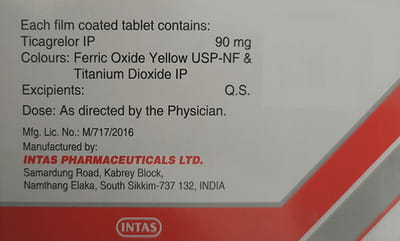 Each film coated tablet contains:
Ticagrelor IP 90 mg
Colours: Ferric Oxide Yellow USP-NF &
Titanium Dioxide IP
Excipients: Q.S.
Dose: As directed by the Physician.
Mfg. Lic. No.: M/717/2016
Manufactured by:
INTAS PHARMACEUTICALS LTD.
Samardung Road, Kabrey Block,
Namthang Elaka, South Sikkim-737 132, INDIA
INTAS